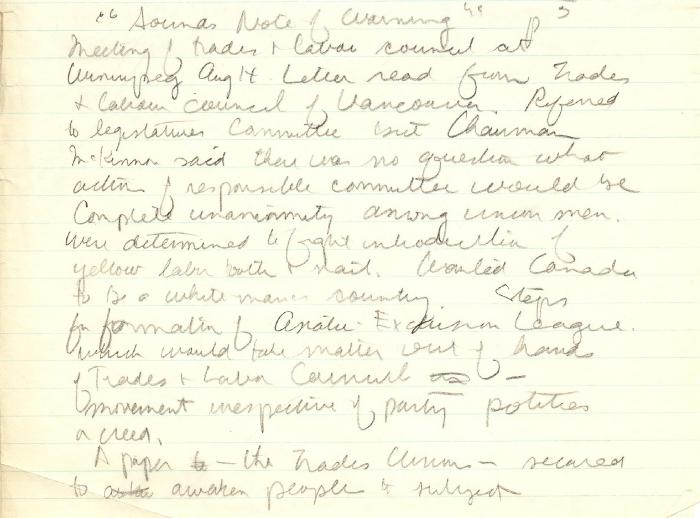 "Sounds Note of Warning" p 5
Meeting of Trades & Labor council at
Winnipeg Aug 14. Letter read from Trades
& Labour council of Vancouver. Referred
to legislative Committee but Chairman
McKinnon said there was no question what
action of responsible committee would be
Complete unanimity among union men.
Were determined to fight introduction of
yellow labor tooth & nail. Wanted Canada
to be a white mans country. Steps
for formation of Asiatic Exclusion League.
which would take matter out of hands
of Trades & Labor Council —
movement irrespective of party politics
or creed.
A paper — the Trades Union — secured
to awaken people to subject